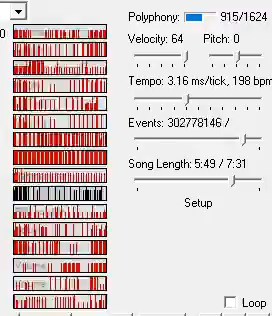 0
Polyphony: 915/1624
Velocity: 64 Pitch: 0
Tempo: 3.16 ms/tick, 198 bpm
Events: 302778146 /
Song Length: 5:49 / 7:31
Setup
Loop